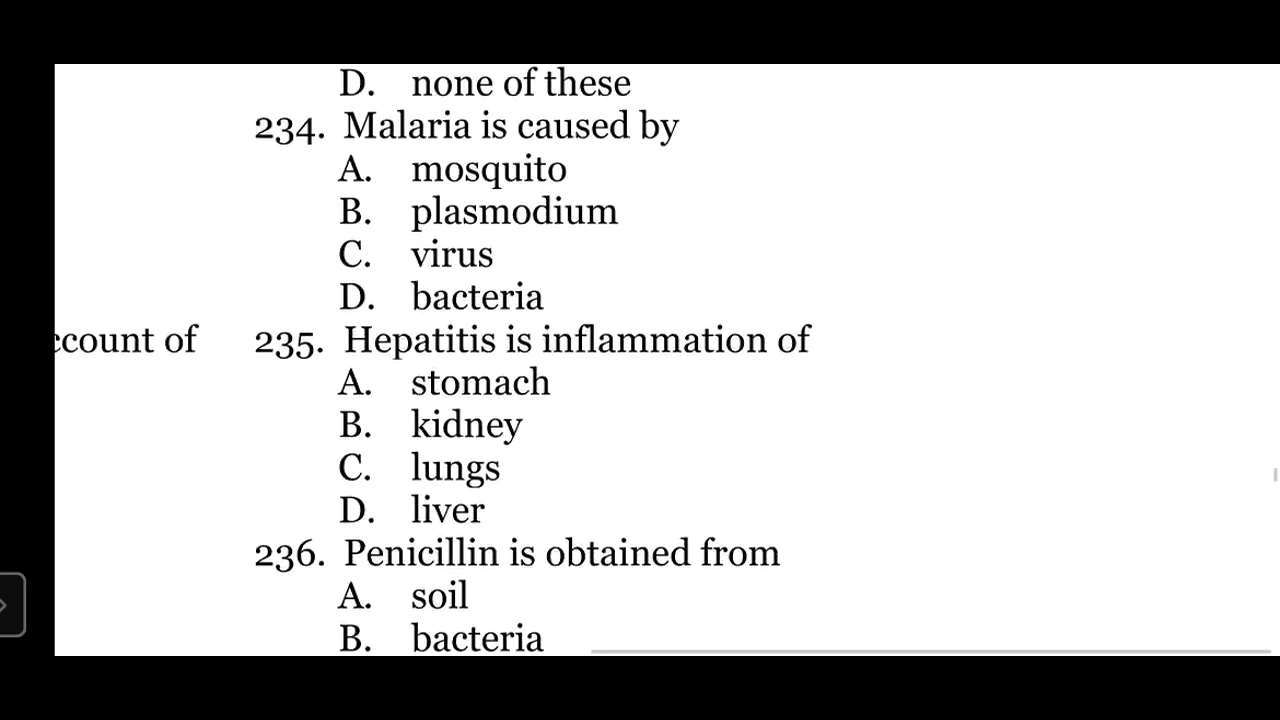 D. none of these
234. Malaria is caused by
A. mosquito
B. plasmodium
C. virus
D. bacteria
count of
235. Hepatitis is inflammation of
A. stomach
B. kidney
C. lungs
D. liver
236. Penicillin is obtained from
A. soil
B. bacteria